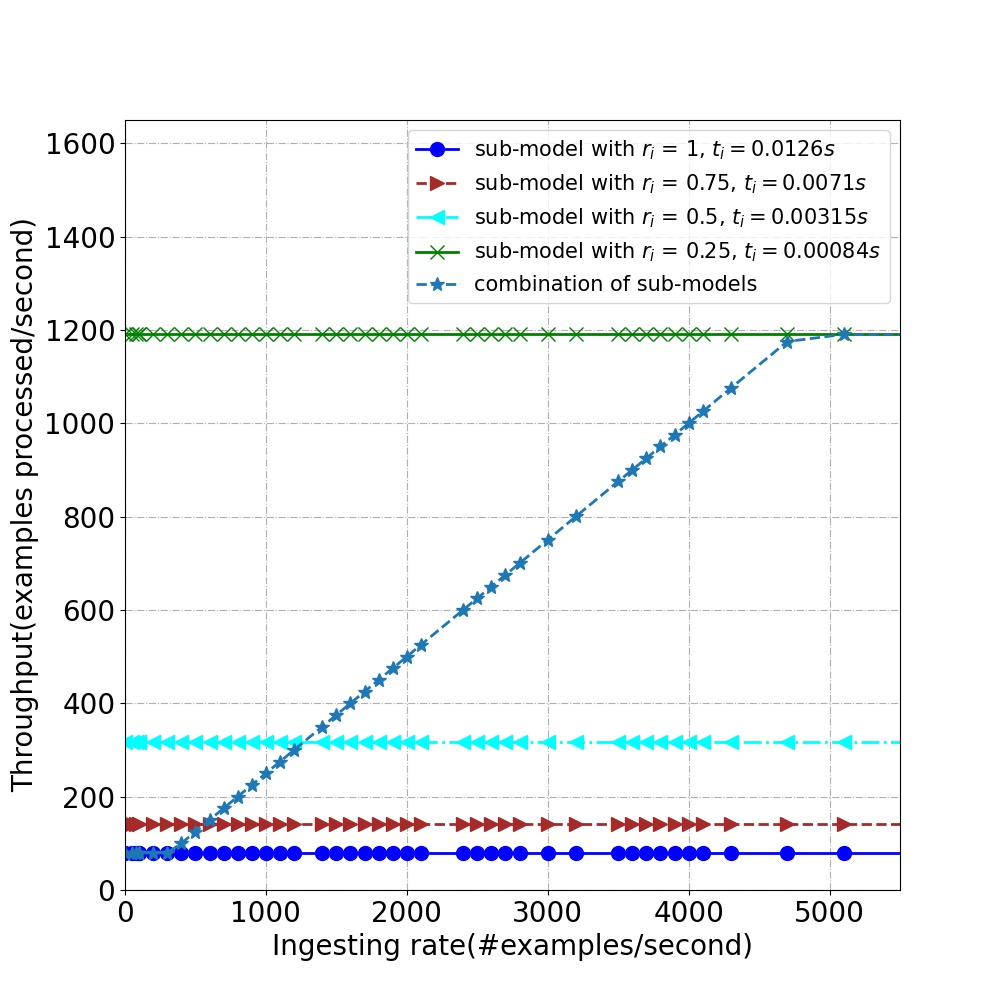 Throughput(examples processed/second)
1600
1400
1200
1000
800
600
400
200
0
sub-model with r_i = 1, t_i = 0.0126s
sub-model with r_i = 0.75, t_i = 0.0071s
sub-model with r_i = 0.5, t_i = 0.00315s
sub-model with r_i = 0.25, t_i = 0.00084s
combination of sub-models
0 1000 2000 3000 4000 5000
Ingesting rate(#examples/second)